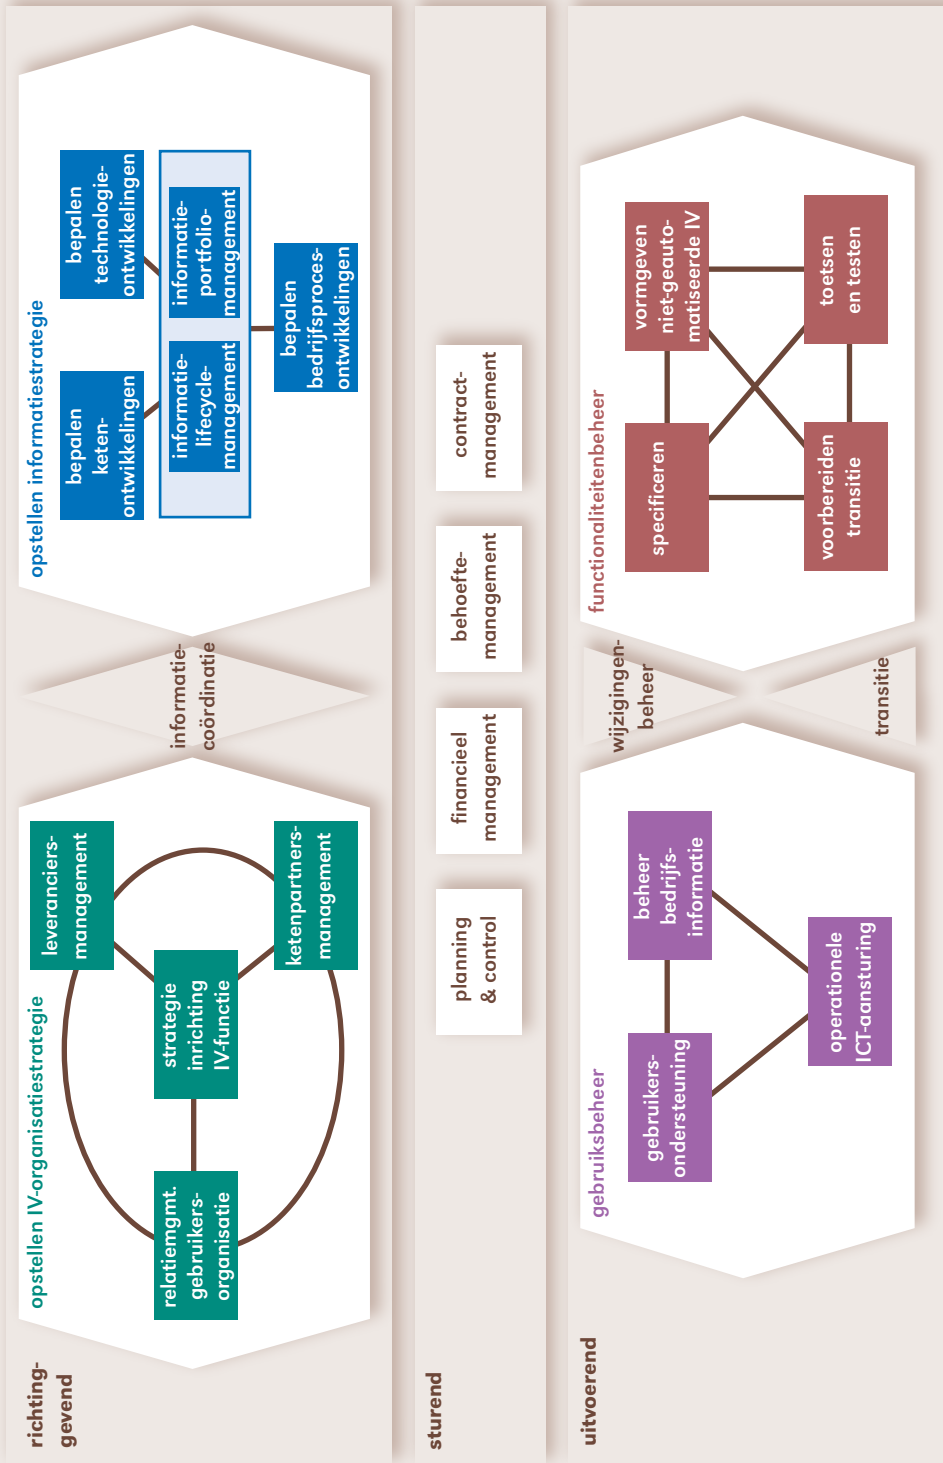 richting-
gevend
opstellen IV-organisatiestrategie
leveranciers-
management
strategie
inrichting
IV-functie
relatiemgmt.
gebruikers-
organisatie
ketenpartners-
management
informatie-
coördinatie
opstellen informatiestrategie
bepalen
keten-
ontwikkelingen
bepalen
technologie-
ontwikkelingen
informatie-
lifecycle-
management
informatie-
portfolio-
management
bepalen
bedrijfsproces-
ontwikkelingen
sturend
planning
& control
financieel
management
behoefte-
management
contract-
management
uitvoerend
gebruiksbeheer
gebruikers-
ondersteuning
beheer
bedrijfs-
informatie
operationele
ICT-aansturing
wijzigingen-
beheer
transitie
functionaliteitenbeheer
specificeren
vormgeven
niet-geauto-
matiseerde IV
voorbereiden
transitie
toetsen
en testen